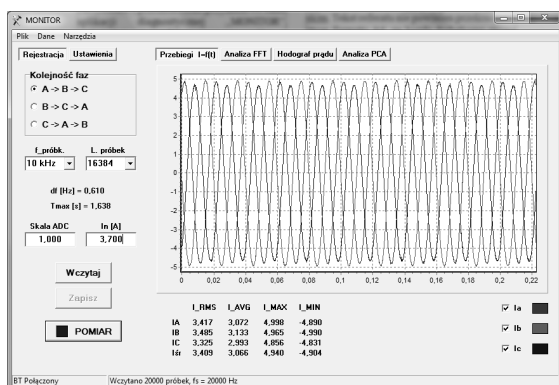 MONITOR
Plik Dane Narzędzia
Rejestracja Ustawienia
Przebiegi I=f(t) Analiza FFT Hodograf prądu Analiza PCA
Kolejność faz
A -> B -> C
B -> C -> A
C -> A -> B
f_próbk. L. próbek
10 kHz 16384
df [Hz] = 0,610
Tmax [s] = 1,638
Skala ADC In [A]
1,000 3,700
Wczytaj
Zapisz
POMIAR
5
4
3
2
1
0
-1
-2
-3
-4
-5
0 0,02 0,04 0,06 0,08 0,1 0,12 0,14 0,16 0,18 0,2 0,22
I_RMS I_AVG I_MAX I_MIN
IA 3,417 3,072 4,998 -4,890
IB 3,485 3,133 4,965 -4,990
IC 3,325 2,993 4,856 -4,831
Iśr 3,409 3,066 4,940 -4,904
Ia
Ib
Ic
BT Połączony Wczytano 20000 próbek, fs = 20000 Hz